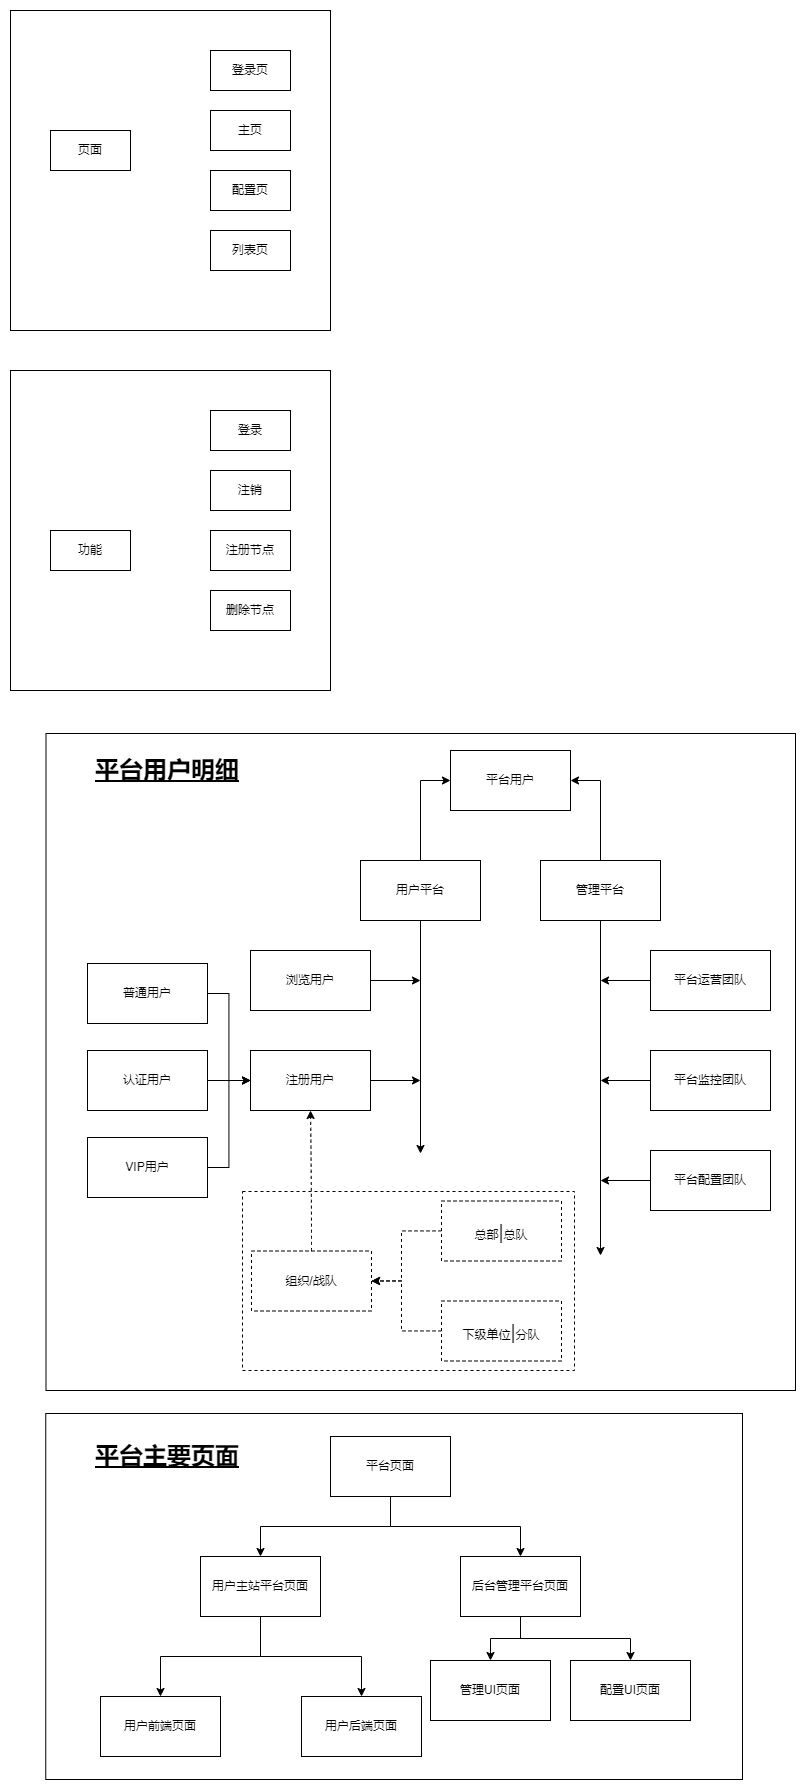 登录页
主页
页面
配置页
列表页
登录
注销
功能
注册节点
删除节点
平台用户明细
平台用户
用户平台
管理平台
普通用户
浏览用户
平台运营团队
认证用户
注册用户
平台监控团队
VIP用户
平台配置团队
总部|总队
组织/战队
下级单位|分队
平台主要页面
平台页面
用户主站平台页面
后台管理平台页面
管理UI页面
配置UI页面
用户前端页面
用户后端页面